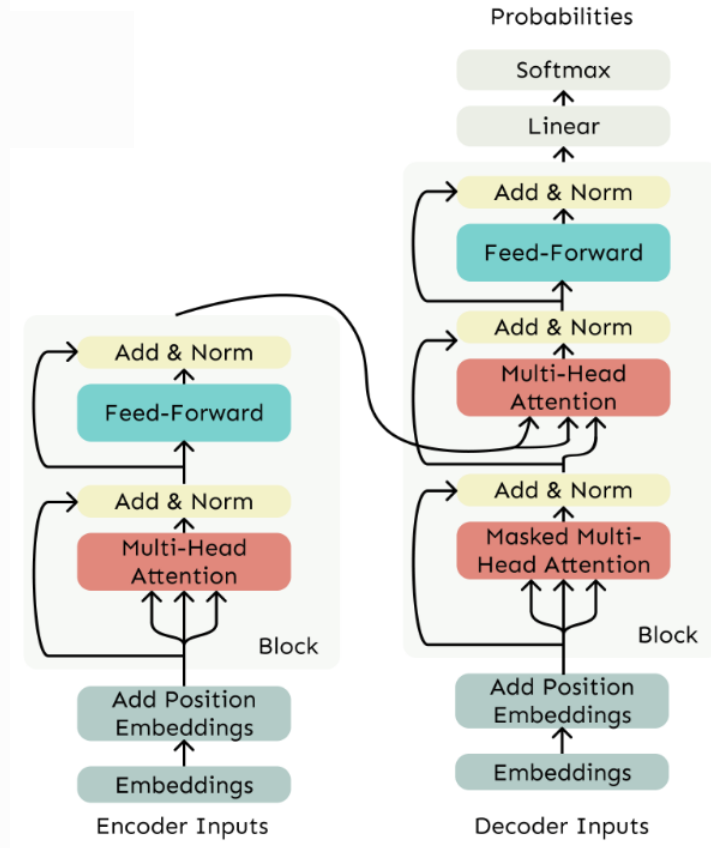 Probabilities
Softmax
Linear
Add & Norm
Feed-Forward
Add & Norm
Multi-Head
Attention
Add & Norm
Masked Multi-
Head Attention
Block
Add Position
Embeddings
Embeddings
Decoder Inputs
Add & Norm
Feed-Forward
Add & Norm
Multi-Head
Attention
Block
Add Position
Embeddings
Embeddings
Encoder Inputs